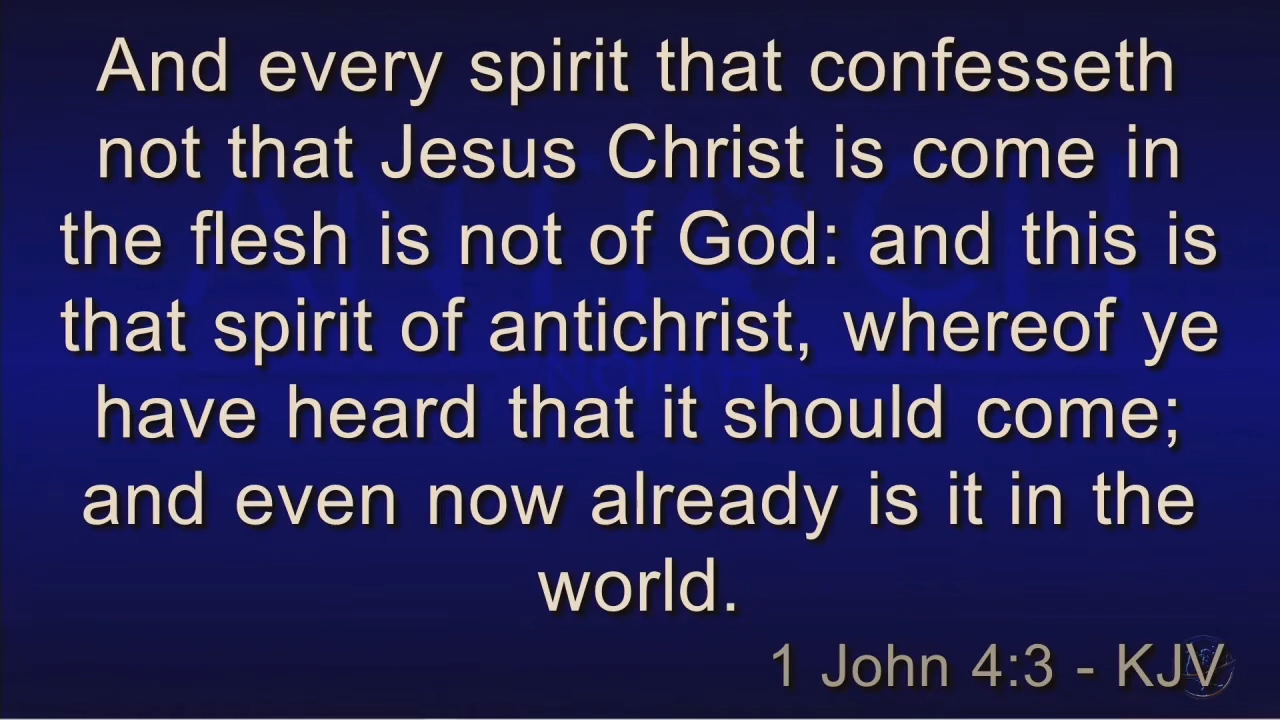 And every spirit that confesseth
not that Jesus Christ is come in
the flesh is not of God: and this is
that spirit of antichrist, whereof ye
have heard that it should come;
and even now already is it in the
world.
1 John 4:3 - KJV
ANTIOCH
NORTH